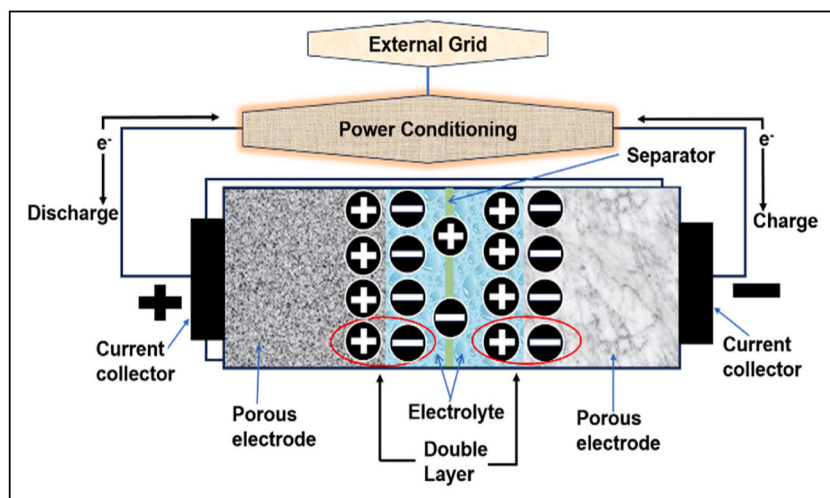 External Grid
Power Conditioning
e-
e-
Separator
Discharge
Charge
+
+
-
+
-
+
-
+
-
+
-
+
-
+
-
-
+
-
+
-
+
-
Current
collector
Current
collector
Porous
electrode
Electrolyte
Porous
electrode
Double
Layer